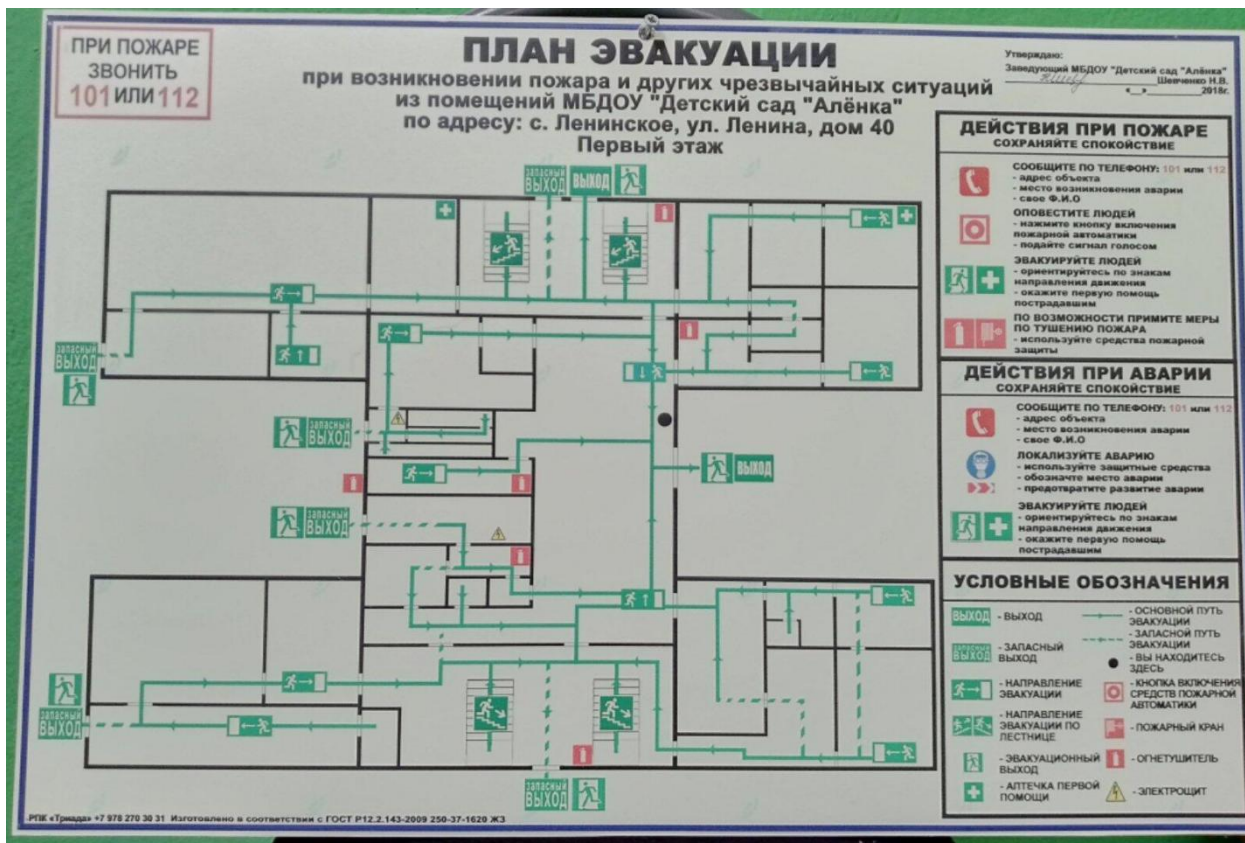 ПРИ ПОЖАРЕ
ЗВОНИТЬ
101 ИЛИ 112
ПЛАН ЭВАКУАЦИИ
при возникновении пожара и других чрезвычайных ситуаций
из помещений МБДОУ "Детский сад "Алёнка"
по адресу: с. Ленинское, ул. Ленина, дом 40
Первый этаж
Утверждаю:
Заведующий МБДОУ "Детский сад "Алёнка"
Шевченко Н.В.
«__»________2018г.
ЗАПАСНЫЙ
ВЫХОД
ВЫХОД
ЗАПАСНЫЙ
ВЫХОД
ЗАПАСНЫЙ
ВЫХОД
ВЫХОД
ЗАПАСНЫЙ
ВЫХОД
ЗАПАСНЫЙ
ВЫХОД
ЗАПАСНЫЙ
ВЫХОД
ДЕЙСТВИЯ ПРИ ПОЖАРЕ
СОХРАНЯЙТЕ СПОКОЙСТВИЕ
СООБЩИТЕ ПО ТЕЛЕФОНУ: 101 или 112
- адрес объекта
- место возникновения аварии
- свое Ф.И.О
ОПОВЕСТИТЕ ЛЮДЕЙ
- нажмите кнопку включения
пожарной автоматики
- подайте сигнал голосом
ЭВАКУИРУЙТЕ ЛЮДЕЙ
- ориентируйтесь по знакам
направления движения
- окажите первую помощь
пострадавшим
ПО ВОЗМОЖНОСТИ ПРИМИТЕ МЕРЫ
ПО ТУШЕНИЮ ПОЖАРА
- используйте средства пожарной
защиты
ДЕЙСТВИЯ ПРИ АВАРИИ
СОХРАНЯЙТЕ СПОКОЙСТВИЕ
СООБЩИТЕ ПО ТЕЛЕФОНУ: 101 или 112
- адрес объекта
- место возникновения аварии
- свое Ф.И.О
ЛОКАЛИЗУЙТЕ АВАРИЮ
- используйте защитные средства
- обозначте место аварии
- предотвратите развитие аварии
ЭВАКУИРУЙТЕ ЛЮДЕЙ
- ориентируйтесь по знакам
направления движения
- окажите первую помощь
пострадавшим
УСЛОВНЫЕ ОБОЗНАЧЕНИЯ
ВЫХОД - ВЫХОД
ЗАПАСНЫЙ ВЫХОД - ЗАПАСНЫЙ
ВЫХОД
- НАПРАВЛЕНИЕ
ЭВАКУАЦИИ
- НАПРАВЛЕНИЕ
ЭВАКУАЦИИ ПО
ЛЕСТНИЦЕ
- ЭВАКУАЦИОННЫЙ
ВЫХОД
- АПТЕЧКА ПЕРВОЙ
ПОМОЩИ
- ОСНОВНОЙ ПУТЬ
ЭВАКУАЦИИ
- ЗАПАСНОЙ ПУТЬ
ЭВАКУАЦИИ
- ВЫ НАХОДИТЕСЬ
ЗДЕСЬ
- КНОПКА ВКЛЮЧЕНИЯ
СРЕДСТВ ПОЖАРНОЙ
АВТОМАТИКИ
- ПОЖАРНЫЙ КРАН
- ОГНЕТУШИТЕЛЬ
- ЭЛЕКТРОЩИТ
РПК «Триада» +7 978 270 30 31 Изготовлено в соответствии с ГОСТ Р12.2.143-2009 250-37-1620 ЖЗ